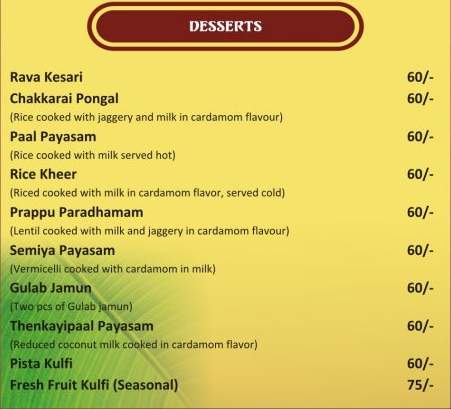 DESSERTS
Rava Kesari 60/-
Chakkarai Pongal 60/-
(Rice cooked with jaggery and milk in cardamom flavour)
Paal Payasam 60/-
(Rice cooked with milk served hot)
Rice Kheer 60/-
(Riced cooked with milk in cardamom flavor, served cold)
Prappu Paradhamam 60/-
(Lentil cooked with milk and jaggery in cardamom flavour)
Semiya Payasam 60/-
(Vermicelli cooked with cardamom in milk)
Gulab Jamun 60/-
(Two pcs of Gulab jamun)
Thenkayipaal Payasam 60/-
(Reduced coconut milk cooked in cardamom flavor)
Pista Kulfi 60/-
Fresh Fruit Kulfi (Seasonal) 75/-